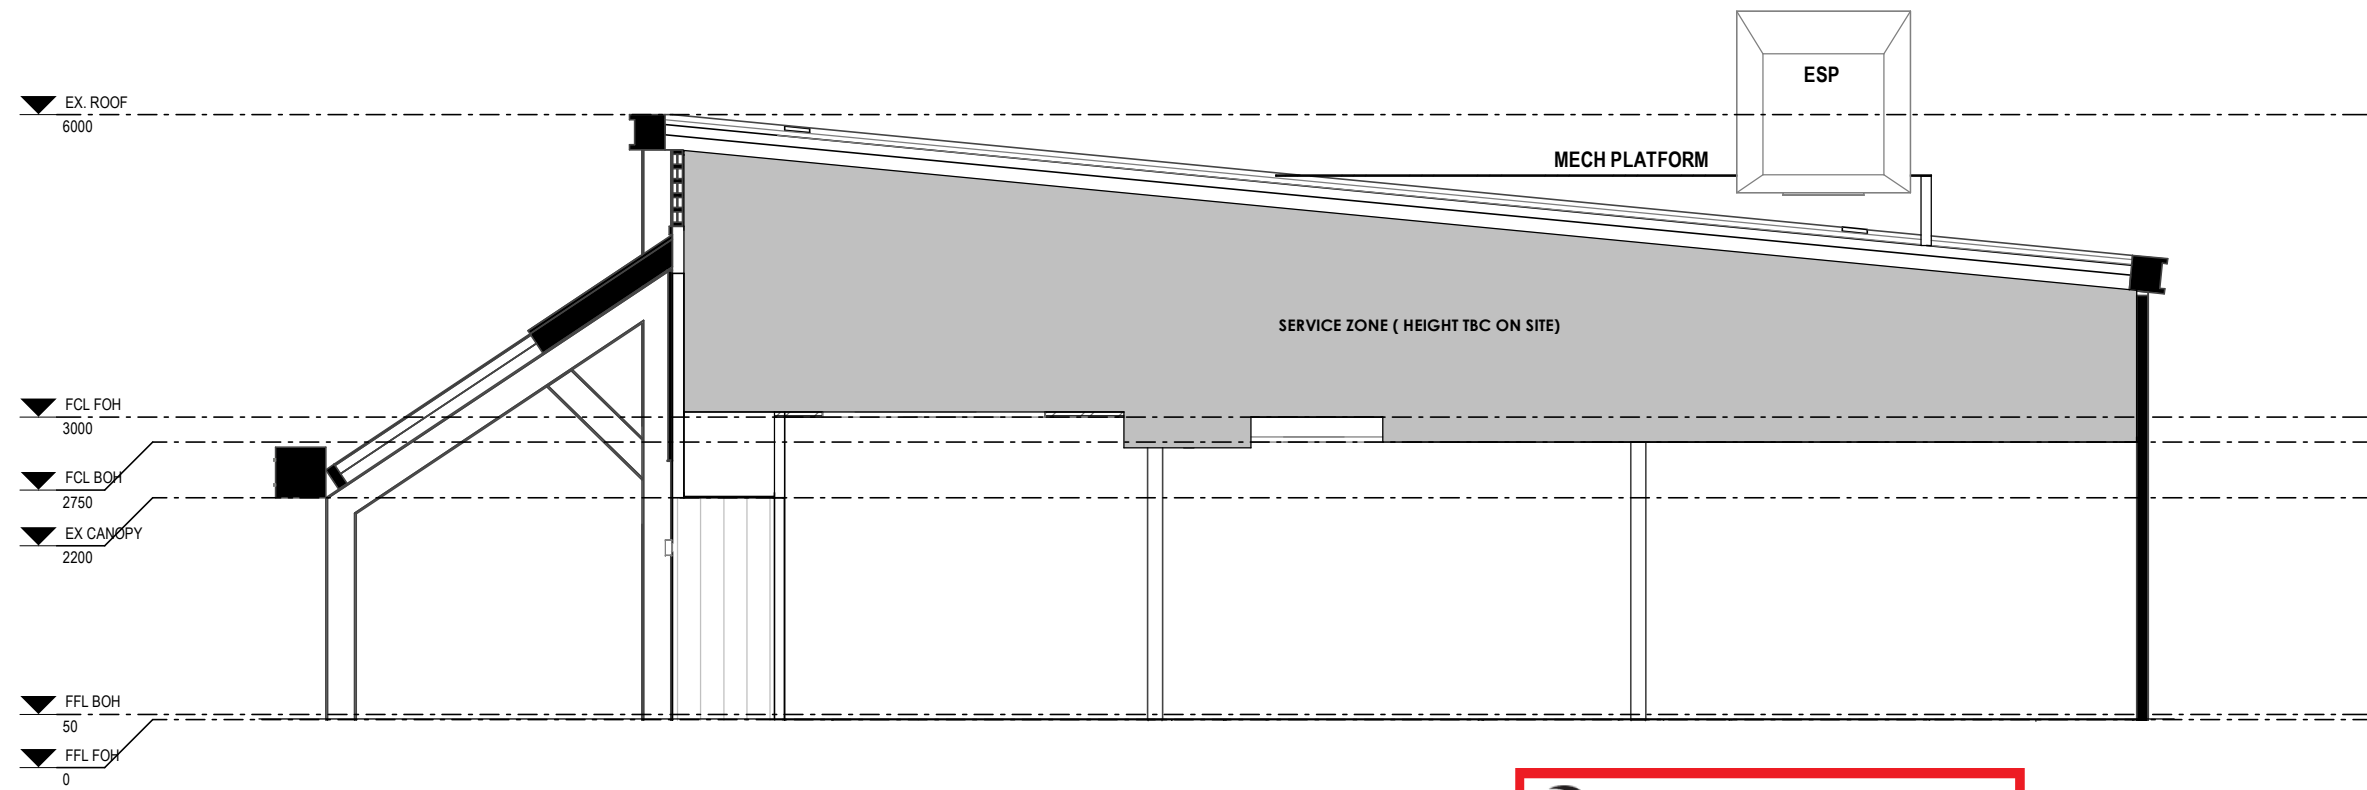 ESP
EX. ROOF
6000
MECH PLATFORM
SERVICE ZONE ( HEIGHT TBC ON SITE)
FCL FOH
3000
FCL BOH
2750
EX CANOPY
2200
FFL BOH
50
FFL FOH
0